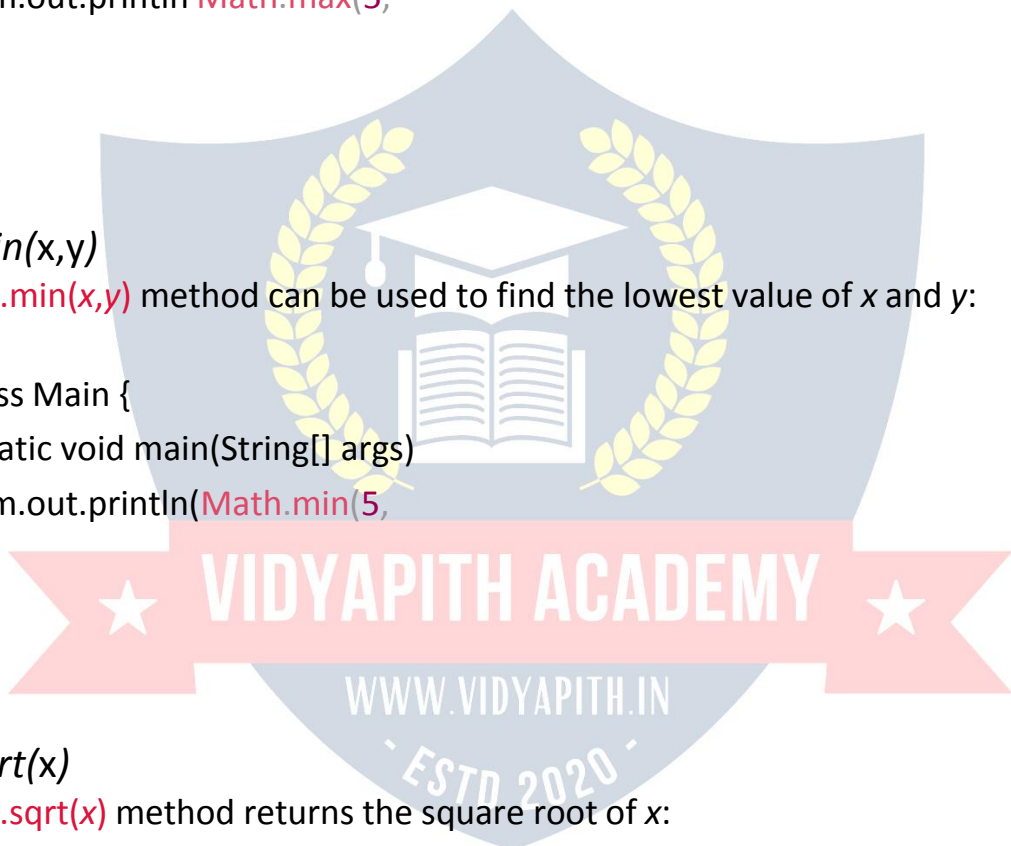 m.out.println Math.max(5,
in(x,y)
.min(x,y) method can be used to find the lowest value of x and y:
ss Main {
atic void main(String[] args)
m.out.println(Math.min(5,
VIDYAPITH ACADEMY
WWW.VIDYAPITH.IN
rt(x)
- ESTD 2020 -
.sqrt(x) method returns the square root of x: